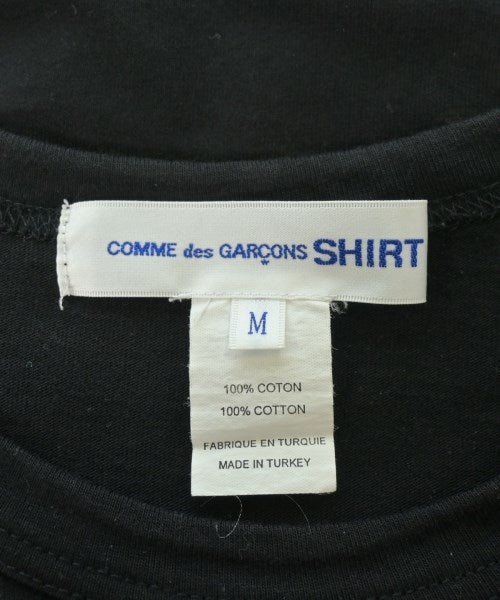 COMME des GARÇONS SHIRT
M
100% COTON
100% COTTON
FABRIQUE EN TURQUIE
MADE IN TURKEY